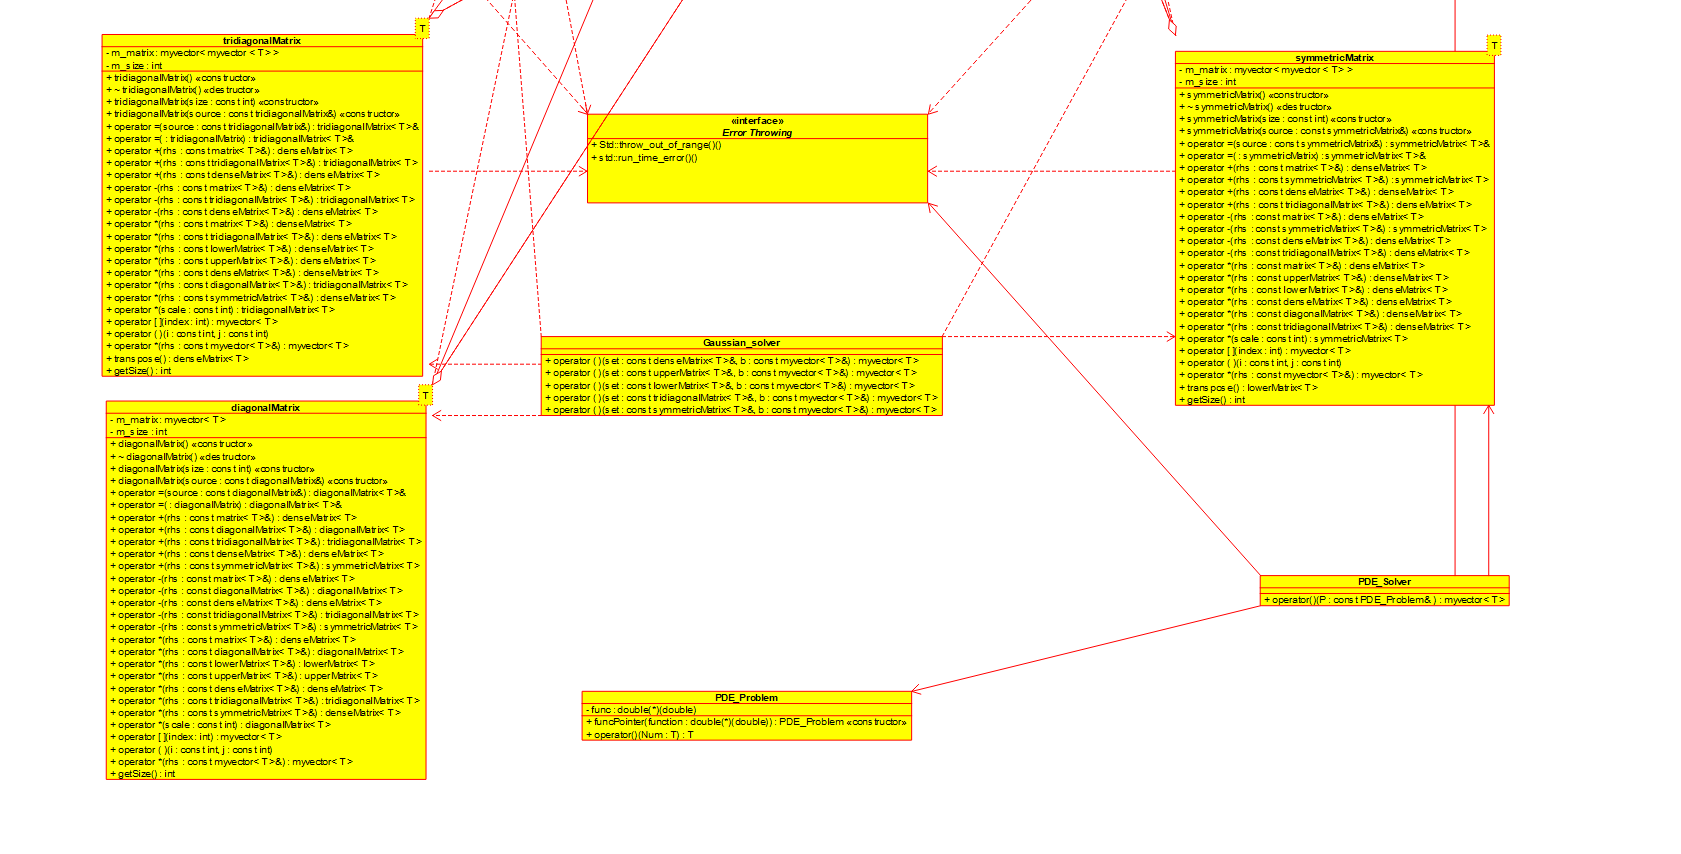 T
tridiagonalMatrix
- m_matrix : myvector< myvector < T > >
- m_size : int
+ tridiagonalMatrix() «constructor»
+ ~ tridiagonalMatrix() «destructor»
+ tridiagonalMatrix(size : const int) «constructor»
+ tridiagonalMatrix(source : const tridiagonalMatrix&) «constructor»
+ operator =(source : const tridiagonalMatrix&) : tridiagonalMatrix< T >&
+ operator =( : tridiagonalMatrix) : tridiagonalMatrix< T >&
+ operator +(rhs : const matrix< T >&) : denseMatrix< T >
+ operator +(rhs : const tridiagonalMatrix< T >&) : tridiagonalMatrix< T >
+ operator +(rhs : const denseMatrix< T >&) : denseMatrix< T >
+ operator -(rhs : const matrix< T >&) : denseMatrix< T >
+ operator -(rhs : const tridiagonalMatrix< T >&) : tridiagonalMatrix< T >
+ operator -(rhs : const denseMatrix< T >&) : denseMatrix< T >
+ operator *(rhs : const matrix< T >&) : denseMatrix< T >
+ operator *(rhs : const tridiagonalMatrix< T >&) : denseMatrix< T >
+ operator *(rhs : const lowerMatrix< T >&) : denseMatrix< T >
+ operator *(rhs : const upperMatrix< T >&) : denseMatrix< T >
+ operator *(rhs : const denseMatrix< T >&) : denseMatrix< T >
+ operator *(rhs : const diagonalMatrix< T >&) : tridiagonalMatrix< T >
+ operator *(rhs : const symmetricMatrix< T >&) : denseMatrix< T >
+ operator *(scale : const int) : tridiagonalMatrix< T >
+ operator [ ](index : int) : myvector< T >
+ operator ( )(i : const int, j : const int)
+ operator *(rhs : const myvector< T >&) : myvector< T >
+ transpose() : denseMatrix< T >
+ getSize() : int
T
diagonalMatrix
- m_matrix : myvector< T >
- m_size : int
+ diagonalMatrix() «constructor»
+ ~ diagonalMatrix() «destructor»
+ diagonalMatrix(size : const int) «constructor»
+ diagonalMatrix(source : const diagonalMatrix&) «constructor»
+ operator =(source : const diagonalMatrix&) : diagonalMatrix< T >&
+ operator =( : diagonalMatrix) : diagonalMatrix< T >&
+ operator +(rhs : const matrix< T >&) : denseMatrix< T >
+ operator +(rhs : const diagonalMatrix< T >&) : diagonalMatrix< T >
+ operator +(rhs : const tridiagonalMatrix< T >&) : tridiagonalMatrix< T >
+ operator +(rhs : const denseMatrix< T >&) : denseMatrix< T >
+ operator +(rhs : const symmetricMatrix< T >&) : symmetricMatrix< T >
+ operator -(rhs : const matrix< T >&) : denseMatrix< T >
+ operator -(rhs : const diagonalMatrix< T >&) : diagonalMatrix< T >
+ operator -(rhs : const denseMatrix< T >&) : denseMatrix< T >
+ operator -(rhs : const tridiagonalMatrix< T >&) : tridiagonalMatrix< T >
+ operator -(rhs : const symmetricMatrix< T >&) : symmetricMatrix< T >
+ operator *(rhs : const matrix< T >&) : denseMatrix< T >
+ operator *(rhs : const diagonalMatrix< T >&) : diagonalMatrix< T >
+ operator *(rhs : const lowerMatrix< T >&) : lowerMatrix< T >
+ operator *(rhs : const upperMatrix< T >&) : upperMatrix< T >
+ operator *(rhs : const denseMatrix< T >&) : denseMatrix< T >
+ operator *(rhs : const tridiagonalMatrix< T >&) : tridiagonalMatrix< T >
+ operator *(rhs : const symmetricMatrix< T >&) : denseMatrix< T >
+ operator *(scale : const int) : diagonalMatrix< T >
+ operator [ ](index : int) : myvector< T >
+ operator ( )(i : const int, j : const int)
+ operator *(rhs : const myvector< T >&) : myvector< T >
+ getSize() : int
«interface»
Error Throwing
+ Std::throw_out_of_range()()
+ std::run_time_error()()
Gaussian_solver
+ operator ( )(set : const denseMatrix< T >&, b : const myvector< T >&) : myvector< T >
+ operator ( )(set : const upperMatrix< T >&, b : const myvector< T >&) : myvector< T >
+ operator ( )(set : const lowerMatrix< T >&, b : const myvector< T >&) : myvector< T >
+ operator ( )(set : const tridiagonalMatrix< T >&, b : const myvector< T >&) : myvector< T >
+ operator ( )(set : const symmetricMatrix< T >&, b : const myvector< T >&) : myvector< T >
T
symmetricMatrix
- m_matrix : myvector< myvector < T > >
- m_size : int
+ symmetricMatrix() «constructor»
+ ~ symmetricMatrix() «destructor»
+ symmetricMatrix(size : const int) «constructor»
+ symmetricMatrix(source : const symmetricMatrix&) «constructor»
+ operator =(source : const symmetricMatrix&) : symmetricMatrix< T >&
+ operator =( : symmetricMatrix) : symmetricMatrix< T >&
+ operator +(rhs : const matrix< T >&) : denseMatrix< T >
+ operator +(rhs : const symmetricMatrix< T >&) : symmetricMatrix< T >
+ operator +(rhs : const denseMatrix< T >&) : denseMatrix< T >
+ operator +(rhs : const tridiagonalMatrix< T >&) : denseMatrix< T >
+ operator -(rhs : const matrix< T >&) : denseMatrix< T >
+ operator -(rhs : const symmetricMatrix< T >&) : symmetricMatrix< T >
+ operator -(rhs : const denseMatrix< T >&) : denseMatrix< T >
+ operator -(rhs : const tridiagonalMatrix< T >&) : denseMatrix< T >
+ operator *(rhs : const matrix< T >&) : denseMatrix< T >
+ operator *(rhs : const upperMatrix< T >&) : denseMatrix< T >
+ operator *(rhs : const lowerMatrix< T >&) : denseMatrix< T >
+ operator *(rhs : const denseMatrix< T >&) : denseMatrix< T >
+ operator *(rhs : const diagonalMatrix< T >&) : denseMatrix< T >
+ operator *(rhs : const tridiagonalMatrix< T >&) : denseMatrix< T >
+ operator *(scale : const int) : symmetricMatrix< T >
+ operator [ ](index : int) : myvector< T >
+ operator ( )(i : const int, j : const int)
+ operator *(rhs : const myvector< T >&) : myvector< T >
+ transpose() : lowerMatrix< T >
+ getSize() : int
PDE_Solver
+ operator()(P : const PDE_Problem& ) : myvector< T >
PDE_Problem
- func : double(*)(double)
+ funcPointer(function : double(*)(double)) : PDE_Problem «constructor»
+ operator()(Num : T) : T